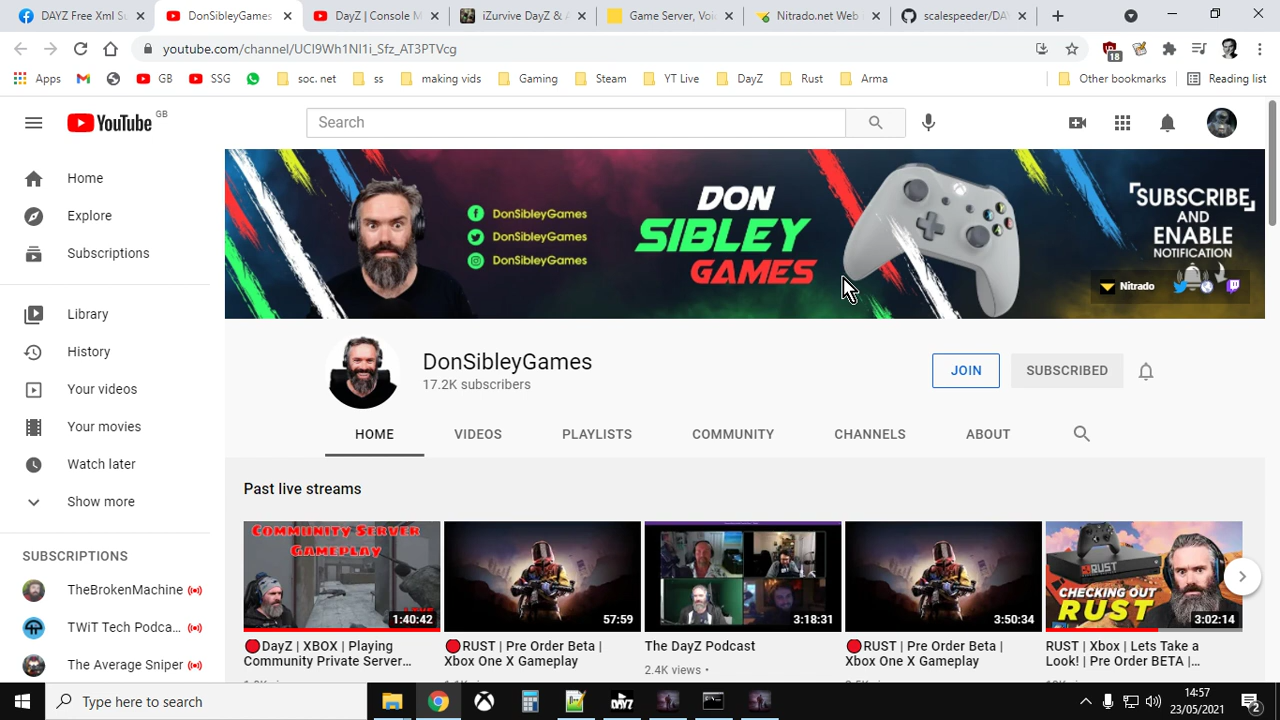 DAYZ Free Xml Su
DonSibleyGames
DayZ | Console M
iZurvive DayZ & A
Game Server, Voic
Nitrado.net Web I
scalespeeder/DAY
youtube.com/channel/UCI9Wh1NI1i_Sfz_AT3PTVcg
18
Apps
GB
SSG
soc. net
ss
making vids
Gaming
Steam
YT Live
DayZ
Rust
Arma
Other bookmarks
Reading list
YouTube GB
Search
Home
Explore
Subscriptions
Library
History
Your videos
Your movies
Watch later
Show more
SUBSCRIPTIONS
TheBrokenMachine
TWiT Tech Podca...
The Average Sniper
DonSibleyGames
DonSibleyGames
DonSibleyGames
DON
SIBLEY
GAMES
SUBSCRIBE
AND
ENABLE
NOTIFICATION
Nitrado
DonSibleyGames
17.2K subscribers
JOIN
SUBSCRIBED
HOME
VIDEOS
PLAYLISTS
COMMUNITY
CHANNELS
ABOUT
Past live streams
COMMUNITY SERVER
GAMEPLAY
1:40:42
🔴DayZ | XBOX | Playing
Community Private Server...
57:59
🔴RUST | Pre Order Beta |
Xbox One X Gameplay
3:18:31
The DayZ Podcast
2.4K views •
3:50:34
🔴RUST | Pre Order Beta |
Xbox One X Gameplay
RUST
CHECKING OUT
RUST
3:02:14
RUST | Xbox | Lets Take a
Look! | Pre Order BETA |...
Type here to search
DAYZ
14:57
23/05/2021
2